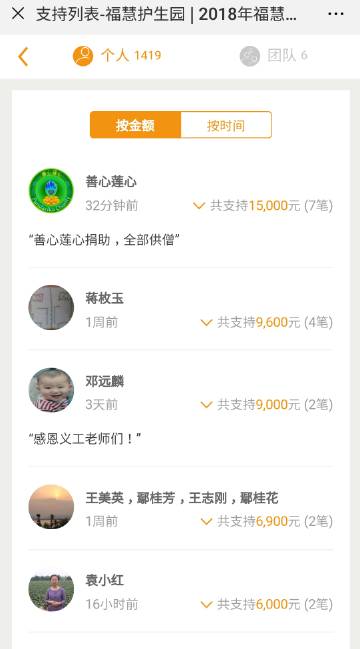 支持列表-福慧护生园 | 2018年福慧...
个人 1419
团队 6
按金额
按时间
善心莲心
32分钟前
共支持15,000元 (7笔)
“善心莲心捐助，全部供僧”
蒋枚玉
1周前
共支持9,600元 (4笔)
邓远麟
3天前
共支持9,000元 (2笔)
“感恩义工老师们！”
王美英，鄢桂芳，王志刚，鄢桂花
1周前
共支持6,900元 (2笔)
袁小红
16小时前
共支持6,000元 (2笔)